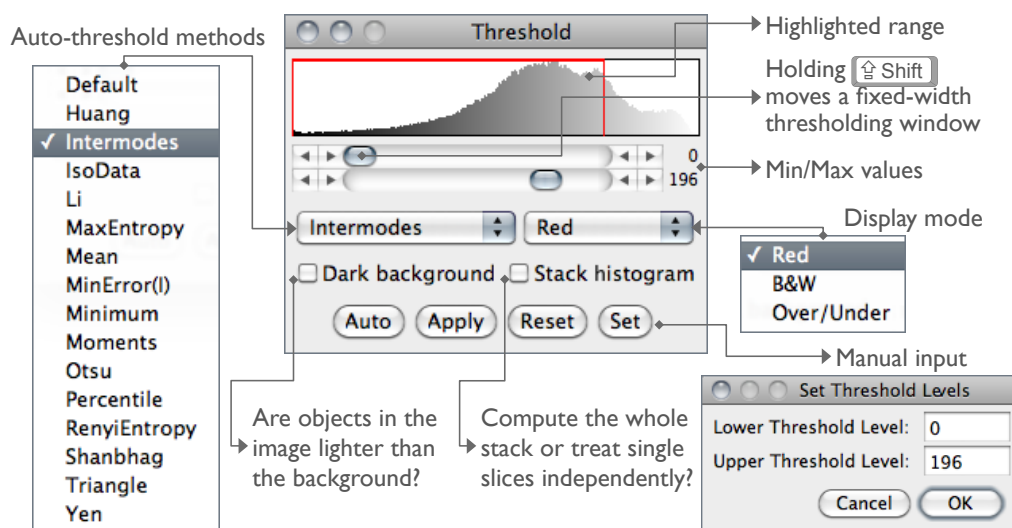 Auto-threshold methods
Default
Huang
✓ Intermodes
IsoData
Li
MaxEntropy
Mean
MinError(I)
Minimum
Moments
Otsu
Percentile
RenyiEntropy
Shanbhag
Triangle
Yen
Threshold
0
196
Intermodes
Red
Dark background
Stack histogram
Auto
Apply
Reset
Set
Highlighted range
Holding ⇧ Shift
moves a fixed-width
thresholding window
Min/Max values
Display mode
✓ Red
B&W
Over/Under
Manual input
Are objects in the
image lighter than
the background?
Compute the whole
stack or treat single
slices independently?
Set Threshold Levels
Lower Threshold Level: 0
Upper Threshold Level: 196
Cancel
OK